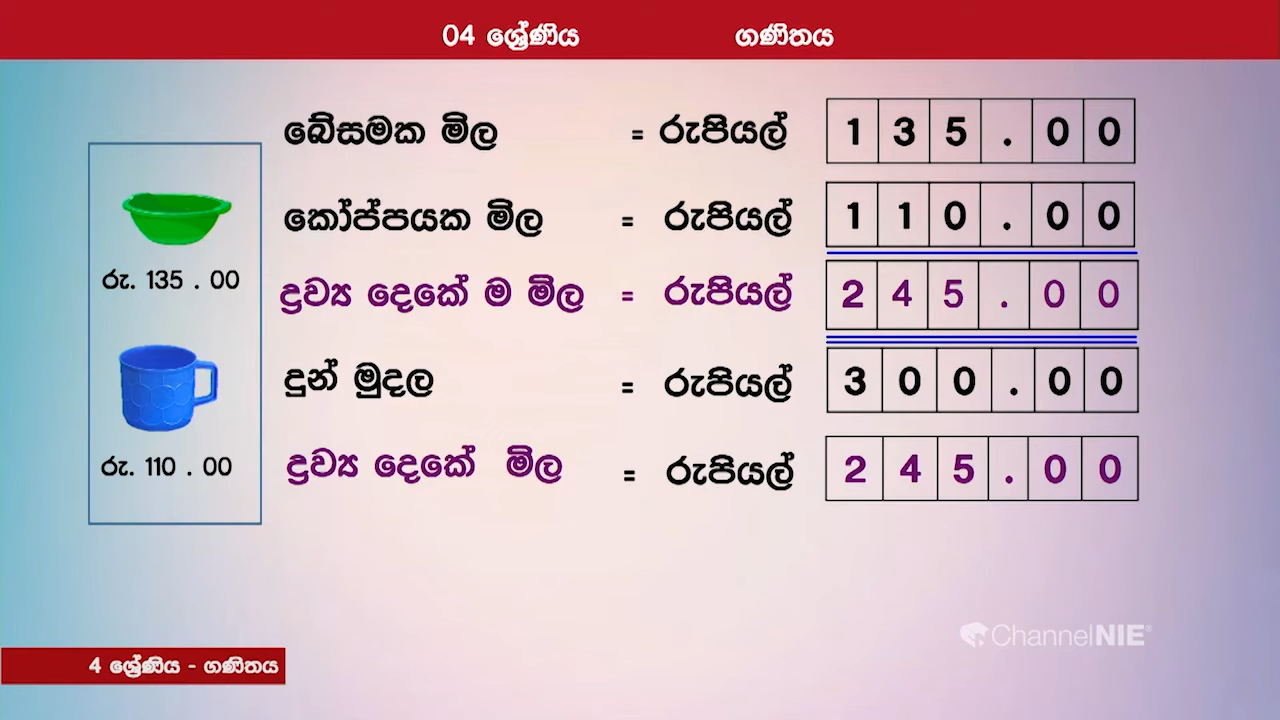 04 ශ්‍රේණිය ගණිතය
බේසමක මිල = රුපියල් 135.00
කෝප්පයක මිල = රුපියල් 110.00
රු. 135 . 00
ද්‍රව්‍ය දෙකේ ම මිල = රුපියල් 245.00
දුන් මුදල = රුපියල් 300.00
රු. 110 . 00
ද්‍රව්‍ය දෙකේ මිල = රුපියල් 245.00
ChannelNIE®
4 ශ්‍රේණිය - ගණිතය